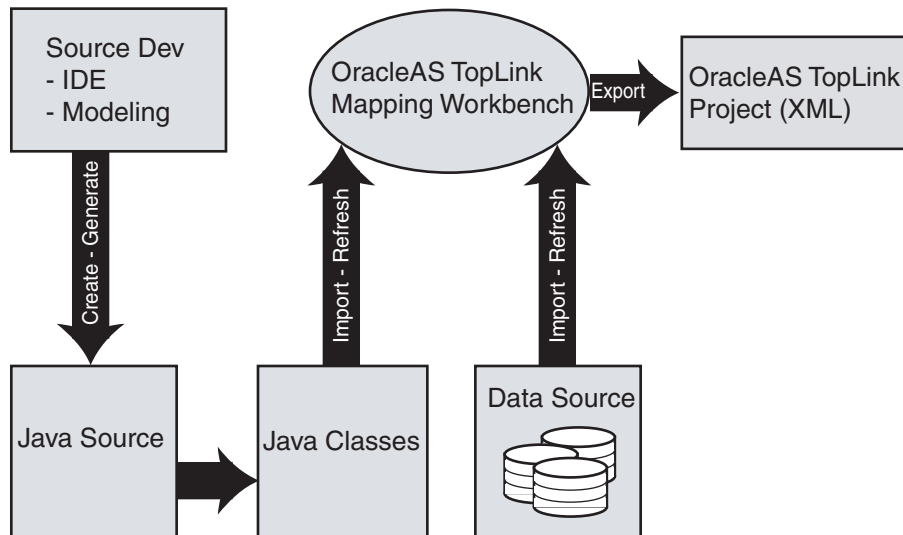 Source Dev
- IDE
- Modeling
OracleAS TopLink
Mapping Workbench
Export
OracleAS TopLink
Project (XML)
Create - Generate
Import - Refresh
Import - Refresh
Java Source
Java Classes
Data Source